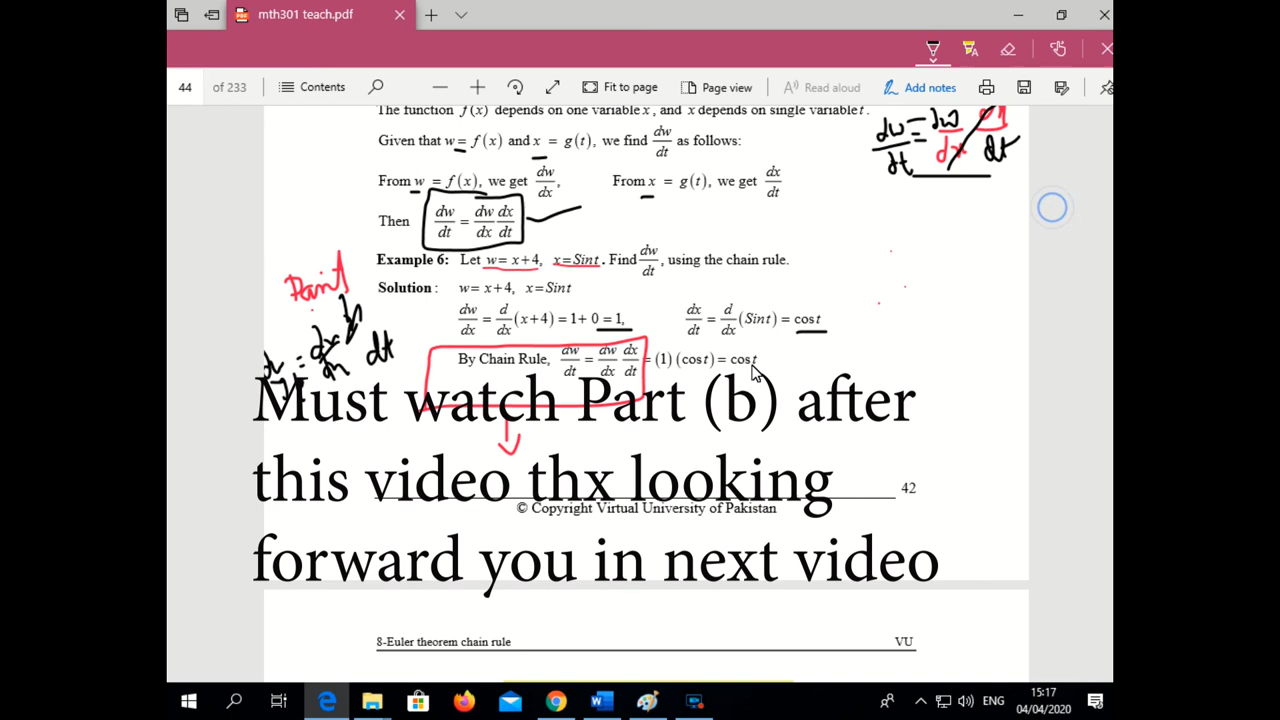 mth301 teach.pdf
44 of 233 Contents Fit to page Page view Read aloud Add notes
The function f(x) depends on one variable x, and x depends on single variable t.
Given that w = f(x) and x = g(t), we find dw/dt as follows:
dw/dt = dw/dx dt
From w = f(x), we get dw/dx, From x = g(t), we get dx/dt
Then dw/dt = dw/dx dx/dt
Example 6: Let w= x+4, x=Sint. Find dw/dt, using the chain rule.
Solution : w= x+4, x=Sint
dw/dx = d/dx (x+4) = 1+ 0 = 1, dx/dt = d/dx (Sint) = cost
By Chain Rule, dw/dt = dw/dx dx/dt = (1) (cost) = cost
Must watch Part (b) after
this video thx looking
42
© Copyright Virtual University of Pakistan
forward you in next video
8-Euler theorem chain rule VU
ENG 15:17
04/04/2020